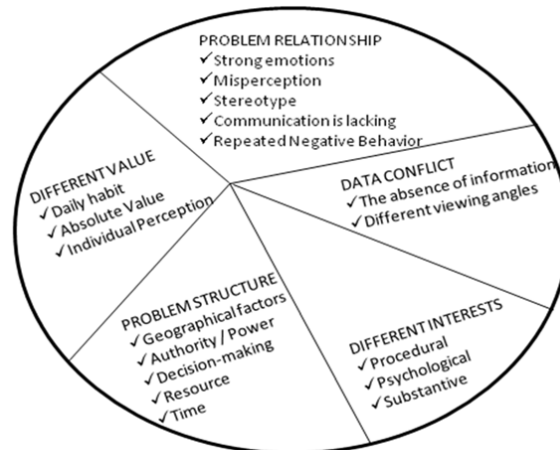 PROBLEM RELATIONSHIP
✓Strong emotions
✓Misperception
✓Stereotype
✓Communication is lacking
✓Repeated Negative Behavior
DATA CONFLICT
✓The absence of information
✓Different viewing angles
DIFFERENT INTERESTS
✓Procedural
✓Psychological
✓Substantive
PROBLEM STRUCTURE
✓Geographical factors
✓Authority / Power
✓Decision-making
✓Resource
✓Time
DIFFERENT VALUE
✓Daily habit
✓Absolute Value
✓Individual Perception